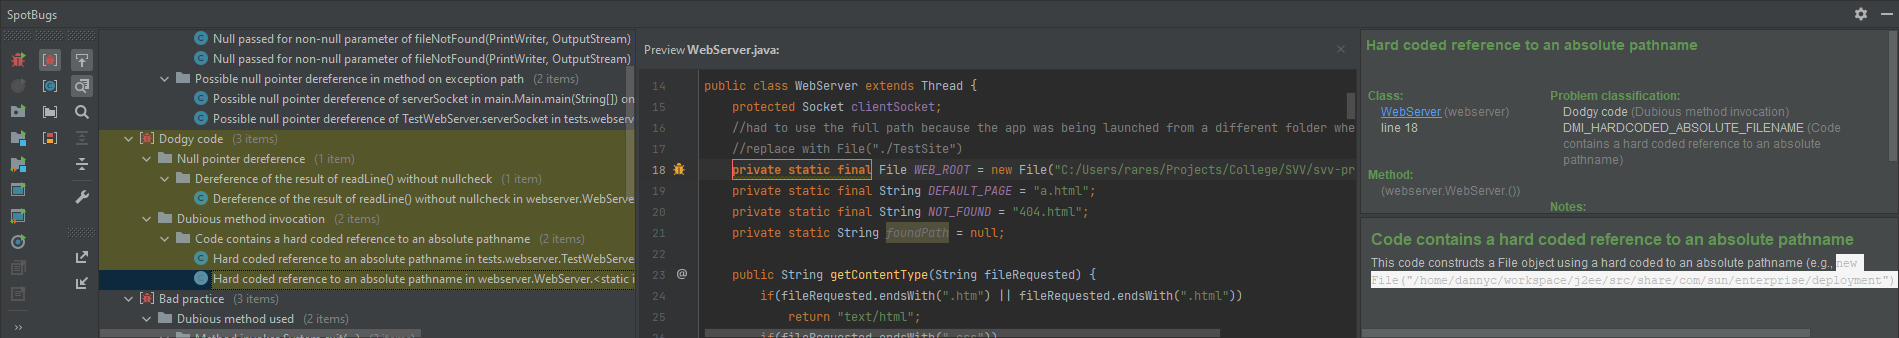 SpotBugs
Null passed for non-null parameter of fileNotFound(PrintWriter, OutputStream)
Null passed for non-null parameter of fileNotFound(PrintWriter, OutputStream)
Possible null pointer dereference in method on exception path (2 items)
Possible null pointer dereference of serverSocket in main.Main.main(String[]) on
Possible null pointer dereference of TestWebServer.serverSocket in tests.webserv
Dodgy code (3 items)
Null pointer dereference (1 item)
Dereference of the result of readLine() without nullcheck (1 item)
Dereference of the result of readLine() without nullcheck in webserver.WebServe
Dubious method invocation (2 items)
Code contains a hard coded reference to an absolute pathname (2 items)
Hard coded reference to an absolute pathname in tests.webserver.TestWebServer
Hard coded reference to an absolute pathname in webserver.WebServer.<static i
Bad practice (3 items)
Dubious method used (2 items)
Method invokes System.exit(...) (2 items)
>>
Preview WebServer.java:
14 public class WebServer extends Thread {
15 protected Socket clientSocket;
16 //had to use the full path because the app was being launched from a different folder whe
17 //replace with File("./TestSite")
18 private static final File WEB_ROOT = new File("C:/Users/rares/Projects/College/SVV/svv-pr
19 private static final String DEFAULT_PAGE = "a.html";
20 private static final String NOT_FOUND = "404.html";
21 private static String foundPath = null;
22
23 @ public String getContentType(String fileRequested) {
24 if(fileRequested.endsWith(".htm") || fileRequested.endsWith(".html"))
25 return "text/html";
26 if(fileRequested.endsWith(".css"))
Hard coded reference to an absolute pathname
Class:
WebServer (webserver)
line 18
Problem classification:
Dodgy code (Dubious method invocation)
DMI_HARDCODED_ABSOLUTE_FILENAME (Code
contains a hard coded reference to an absolute
pathname)
Method:
(webserver.WebServer.())
Notes:
Code contains a hard coded reference to an absolute pathname
This code constructs a File object using a hard coded to an absolute pathname (e.g., new
File("/home/dannyc/workspace/j2ee/src/share/com/sun/enterprise/deployment")